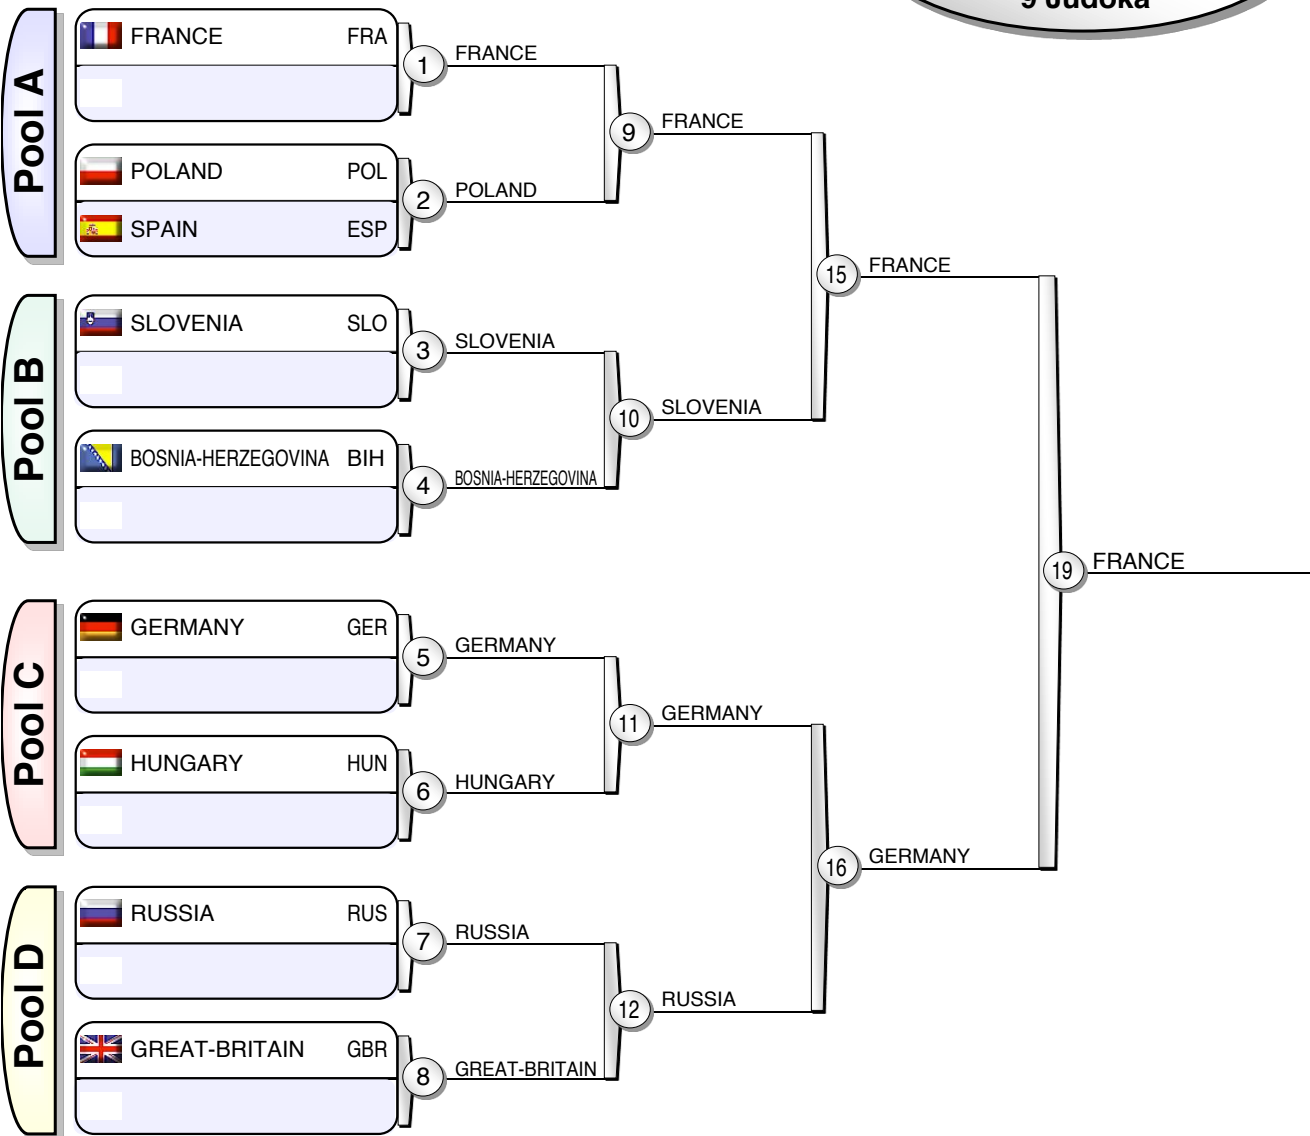 9 Judoka
Pool A
FRANCE FRA
1
FRANCE
POLAND POL
SPAIN ESP
2
POLAND
9
FRANCE
Pool B
SLOVENIA SLO
3
SLOVENIA
BOSNIA-HERZEGOVINA BIH
4
BOSNIA-HERZEGOVINA
10
SLOVENIA
15
FRANCE
Pool C
GERMANY GER
5
GERMANY
HUNGARY HUN
6
HUNGARY
11
GERMANY
Pool D
RUSSIA RUS
7
RUSSIA
GREAT-BRITAIN GBR
8
GREAT-BRITAIN
12
RUSSIA
16
GERMANY
19
FRANCE